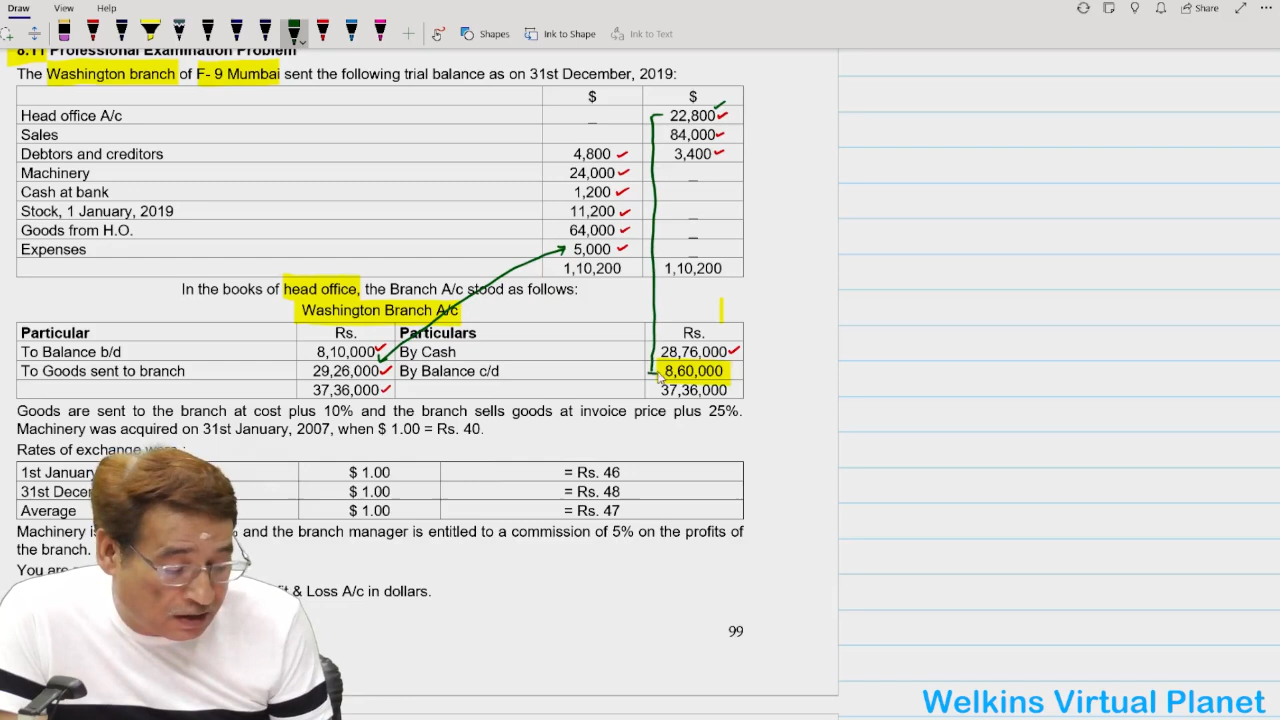 Draw View Help
Shapes Ink to Shape Ink to Text Share
8.11 Professional Examination Problem
The Washington branch of F- 9 Mumbai sent the following trial balance as on 31st December, 2019:
$ $
Head office A/c _ 22,800
Sales 84,000
Debtors and creditors 4,800 3,400
Machinery 24,000 _
Cash at bank 1,200
Stock, 1 January, 2019 11,200 _
Goods from H.O. 64,000 _
Expenses 5,000 _
1,10,200 1,10,200
In the books of head office, the Branch A/c stood as follows:
Washington Branch A/c
Particular Rs. Particulars Rs.
To Balance b/d 8,10,000 By Cash 28,76,000
To Goods sent to branch 29,26,000 By Balance c/d 8,60,000
37,36,000 37,36,000
Goods are sent to the branch at cost plus 10% and the branch sells goods at invoice price plus 25%.
Machinery was acquired on 31st January, 2007, when $ 1.00 = Rs. 40.
Rates of exchange were :
1st January $ 1.00 = Rs. 46
31st Dece $ 1.00 = Rs. 48
Average $ 1.00 = Rs. 47
Machinery is % and the branch manager is entitled to a commission of 5% on the profits of
the branch.
You are
& Loss A/c in dollars.
99
Welkins Virtual Planet